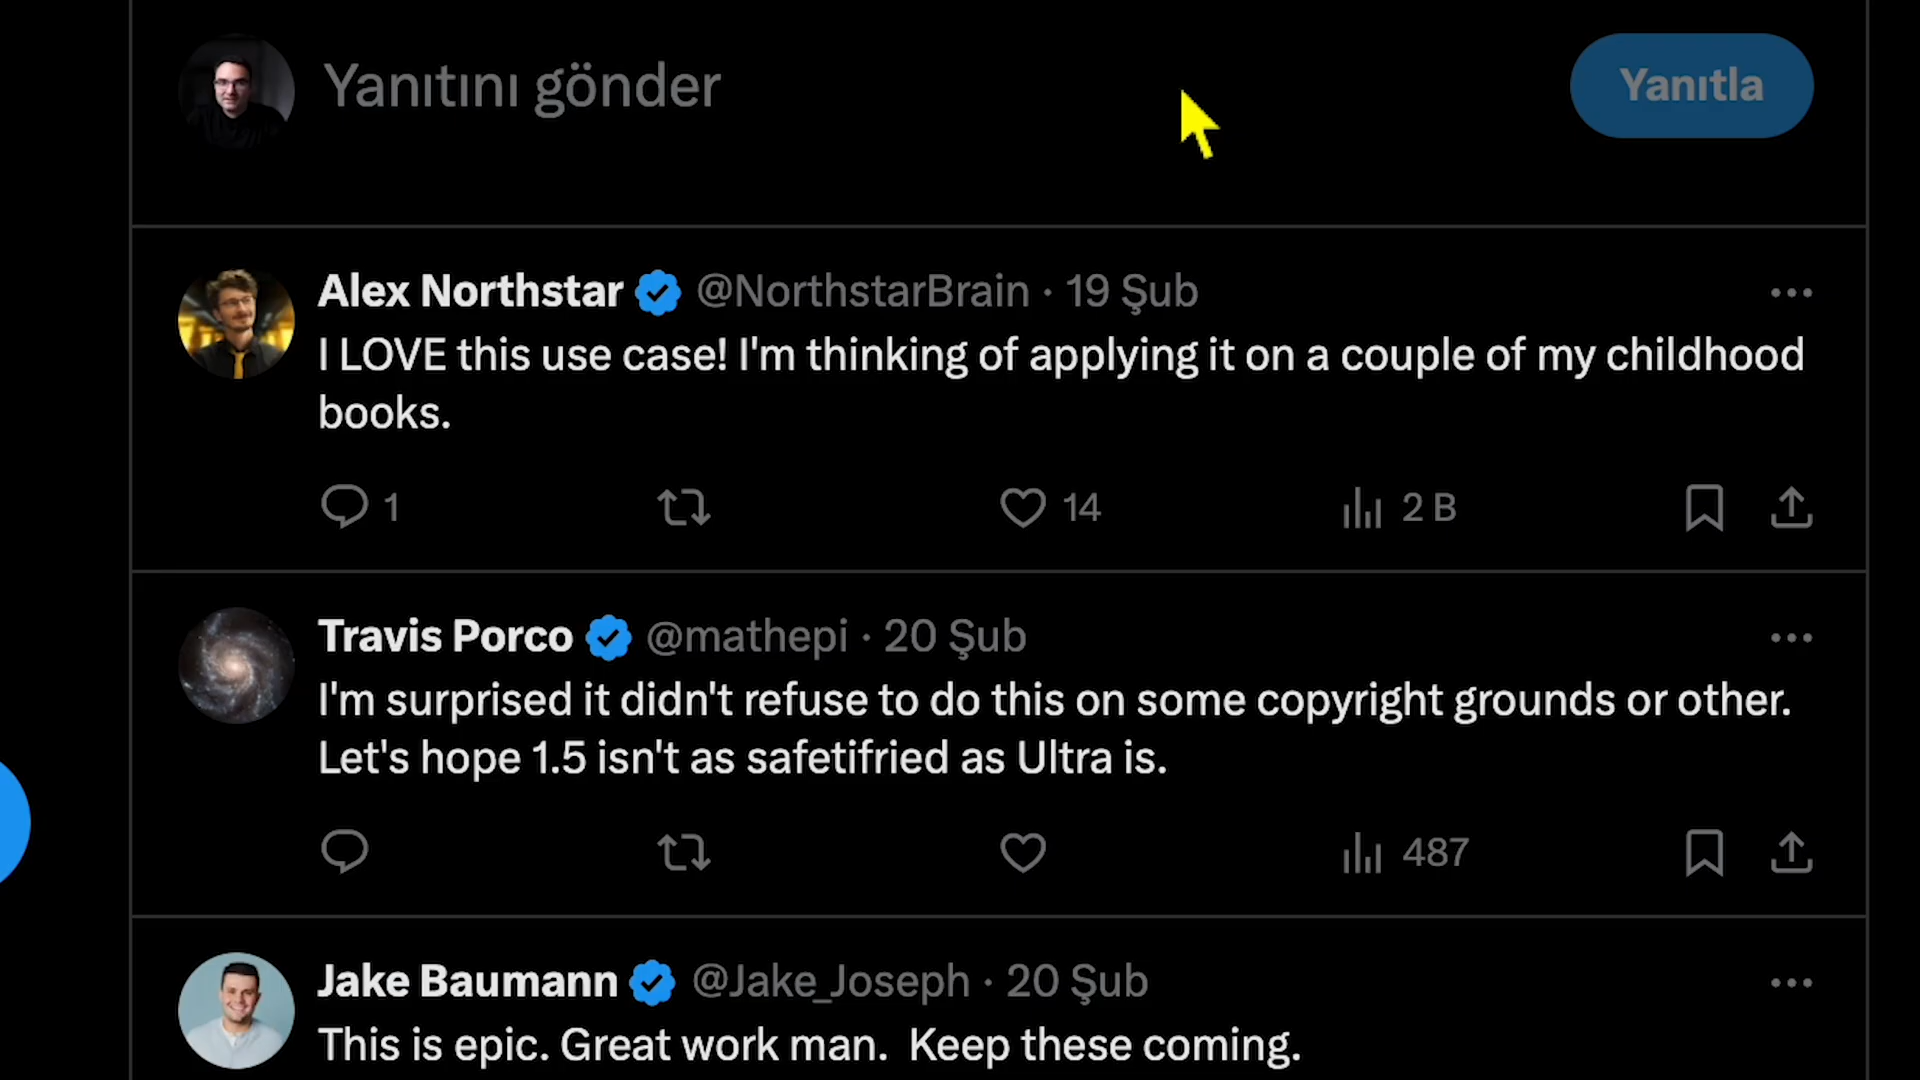 Yanıtını gönder
Yanıtla
Alex Northstar @NorthstarBrain · 19 Şub
I LOVE this use case! I'm thinking of applying it on a couple of my childhood
books.
1 14 2 B
Travis Porco @mathepi · 20 Şub
I'm surprised it didn't refuse to do this on some copyright grounds or other.
Let's hope 1.5 isn't as safetifried as Ultra is.
487
Jake Baumann @Jake_Joseph · 20 Şub
This is epic. Great work man.  Keep these coming.